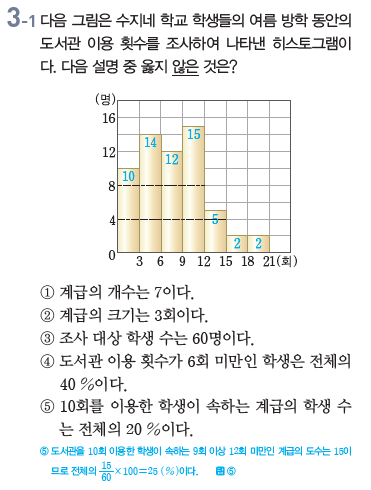 3-1 다음 그림은 수지네 학교 학생들의 여름 방학 동안의
도서관 이용 횟수를 조사하여 나타낸 히스토그램이
다. 다음 설명 중 옳지 않은 것은?
(명)
16
15
14
12
12
10
8
5
4
2 2
0
3 6 9 12 15 18 21(회)
① 계급의 개수는 7이다.
② 계급의 크기는 3회이다.
③ 조사 대상 학생 수는 60명이다.
④ 도서관 이용 횟수가 6회 미만인 학생은 전체의
40 %이다.
⑤ 10회를 이용한 학생이 속하는 계급의 학생 수
는 전체의 20 %이다.
⑤ 도서관을 10회 이용한 학생이 속하는 9회 이상 12회 미만인 계급의 도수는 15이
므로 전체의 15/60×100=25 (%)이다. 답 ⑤